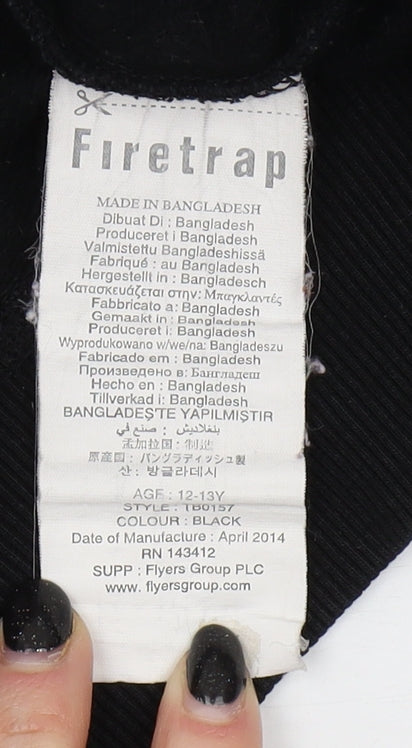 Firetrap
MADE IN BANGLADESH
Dibuat Di : Bangladesh
Produceret i Bangladesh
Valmistettu Bangladeshissä
Fabriqué : au Bangladesh
Hergestellt in : Bangladesch
Κατασκευάζεται στην: Μπαγκλαντές
Fabbricato a: Bangladesh
Gemaakt in : Bangladesh
Produceret i: Bangladesh
Wyprodukowano w/we/na: Bangladeszu
Fabricado em : Bangladesh
Произведено в: Бангладеш
Hecho en : Bangladesh
Tillverkad i : Bangladesh
BANGLADEŞ'TE YAPILMIŞTIR
صنع في : بنغلاديش
孟加拉国: 制造
原産国: バングラディッシュ製
산: 방글라데시
AGE : 12-13Y
STYLE : TB0157
COLOUR : BLACK
Date of Manufacture : April 2014
RN 143412
SUPP : Flyers Group PLC
www. flyersgroup.com